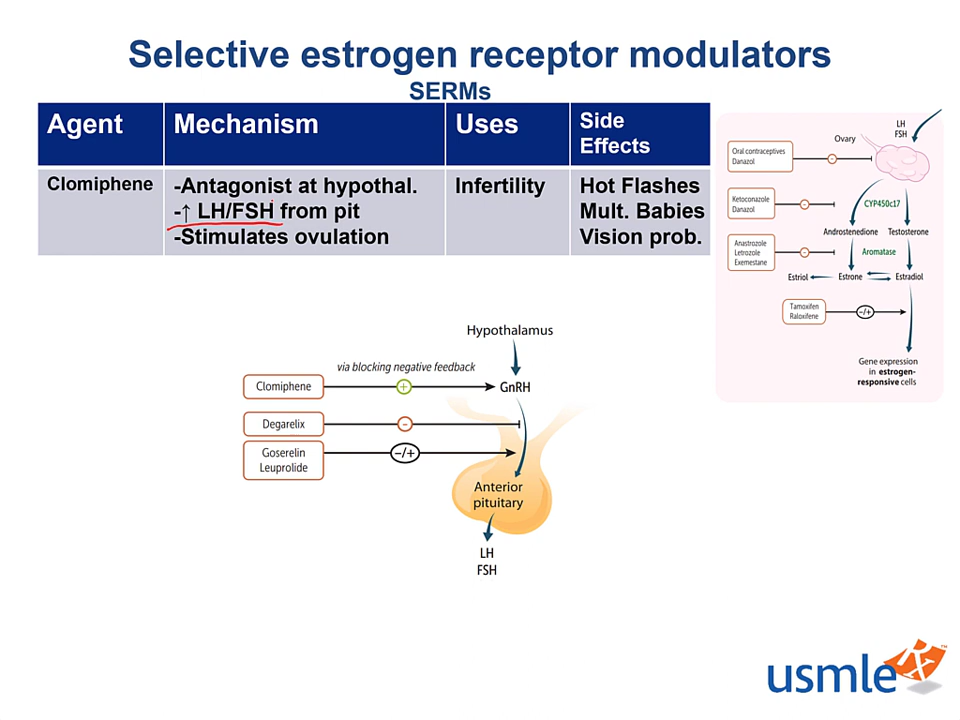 Selective estrogen receptor modulators
SERMs
Agent
Mechanism
Uses
Side
Effects
Clomiphene
-Antagonist at hypothal.
-↑ LH/FSH from pit
-Stimulates ovulation
Infertility
Hot Flashes
Mult. Babies
Vision prob.
LH
FSH
Ovary
Oral contraceptives
Danazol
−
Ketoconazole
Danazol
−
CYP450c17
Androstenedione
Testosterone
Anastrozole
Letrozole
Exemestane
−
Aromatase
Estriol
Estrone
Estradiol
Tamoxifen
Raloxifene
−/+
Gene expression
in estrogen-
responsive cells
Hypothalamus
via blocking negative feedback
Clomiphene
+
GnRH
Degarelix
−
Goserelin
Leuprolide
−/+
Anterior
pituitary
LH
FSH
usmle Rx™